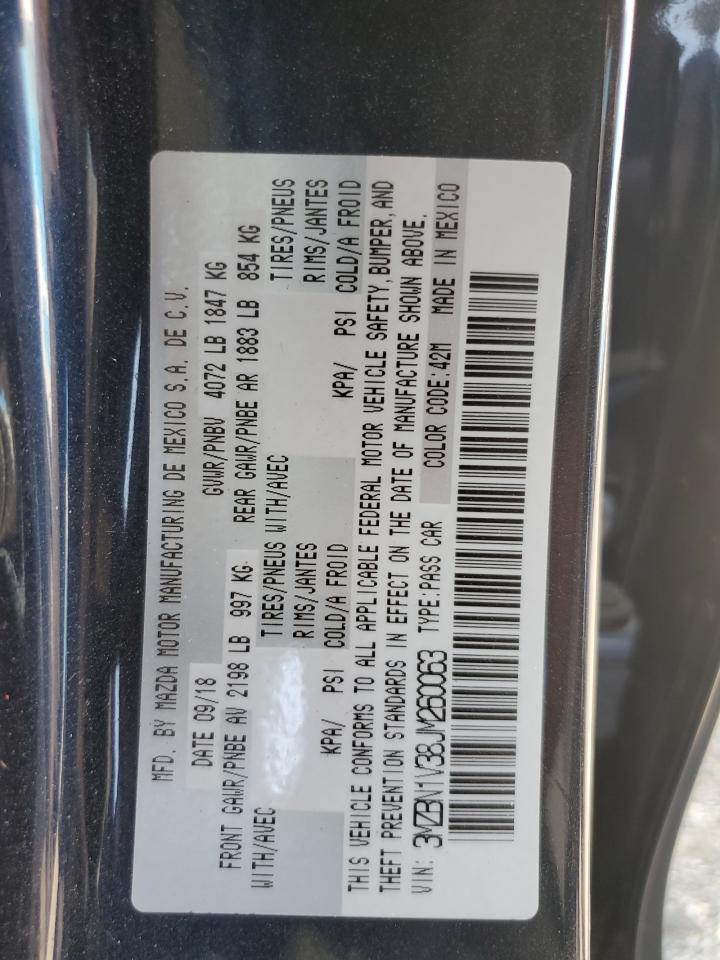 MFD. BY MAZDA MOTOR MANUFACTURING DE MEXICO S.A. DE C.V.
DATE 09/18 GVWR/PNBV 4072 LB 1847 KG
FRONT GAWR/PNBE AV 2198 LB 997 KG REAR GAWR/PNBE AR 1883 LB 854 KG
WITH/AVEC TIRES/PNEUS WITH/AVEC TIRES/PNEUS
RIMS/JANTES RIMS/JANTES
KPA/ PSI COLD/A FROID KPA/ PSI COLD/A FROID
THIS VEHICLE CONFORMS TO ALL APPLICABLE FEDERAL MOTOR VEHICLE SAFETY, BUMPER, AND
THEFT PREVENTION STANDARDS IN EFFECT ON THE DATE OF MANUFACTURE SHOWN ABOVE.
VIN: 3MZBN1V38JM260063 TYPE:PASS CAR COLOR CODE:42M MADE IN MEXICO